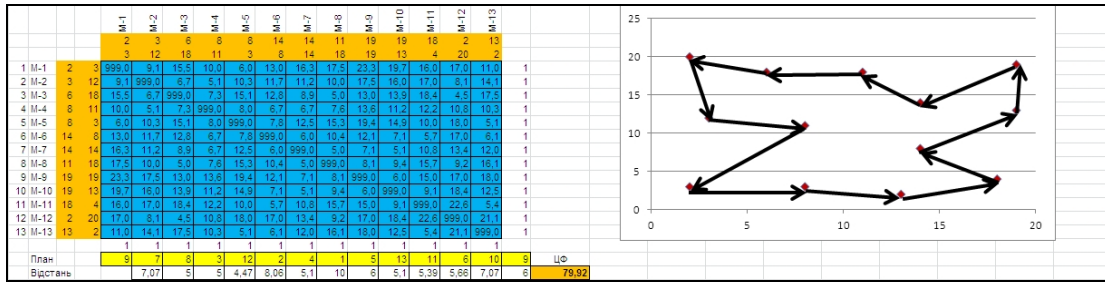 М-1 М-2 М-3 М-4 М-5 М-6 М-7 М-8 М-9 М-10 М-11 М-12 М-13
2 3 6 8 8 14 14 11 19 19 18 2 13
3 12 18 11 3 8 14 18 19 13 4 20 2
1 М-1 2 3 999,0 9,1 15,5 10,0 6,0 13,0 16,3 17,5 23,3 19,7 16,0 17,0 11,0 1
2 М-2 3 12 9,1 999,0 6,7 5,1 10,3 11,7 11,2 10,0 17,5 16,0 17,0 8,1 14,1 1
3 М-3 6 18 15,5 6,7 999,0 7,3 15,1 12,8 8,9 5,0 13,0 13,9 18,4 4,5 17,5 1
4 М-4 8 11 10,0 5,1 7,3 999,0 8,0 6,7 6,7 7,6 13,6 11,2 12,2 10,8 10,3 1
5 М-5 8 3 6,0 10,3 15,1 8,0 999,0 7,8 12,5 15,3 19,4 14,9 10,0 18,0 5,1 1
6 М-6 14 8 13,0 11,7 12,8 6,7 7,8 999,0 6,0 10,4 12,1 7,1 5,7 17,0 6,1 1
7 М-7 14 14 16,3 11,2 8,9 6,7 12,5 6,0 999,0 5,0 7,1 5,1 10,8 13,4 12,0 1
8 М-8 11 18 17,5 10,0 5,0 7,6 15,3 10,4 5,0 999,0 8,1 9,4 15,7 9,2 16,1 1
9 М-9 19 19 23,3 17,5 13,0 13,6 19,4 12,1 7,1 8,1 999,0 6,0 15,0 17,0 18,0 1
10 М-10 19 13 19,7 16,0 13,9 11,2 14,9 7,1 5,1 9,4 6,0 999,0 9,1 18,4 12,5 1
11 М-11 18 4 16,0 17,0 18,4 12,2 10,0 5,7 10,8 15,7 15,0 9,1 999,0 22,6 5,4 1
12 М-12 2 20 17,0 8,1 4,5 10,8 18,0 17,0 13,4 9,2 17,0 18,4 22,6 999,0 21,1 1
13 М-13 13 2 11,0 14,1 17,5 10,3 5,1 6,1 12,0 16,1 18,0 12,5 5,4 21,1 999,0 1
1 1 1 1 1 1 1 1 1 1 1 1 1
План 9 7 8 3 12 2 4 1 5 13 11 6 10 9 ЦФ
Відстань 7,07 5 5 4,47 8,06 5,1 10 6 5,1 5,39 5,66 7,07 6 79,92
25
20
15
10
5
0
0 5 10 15 20